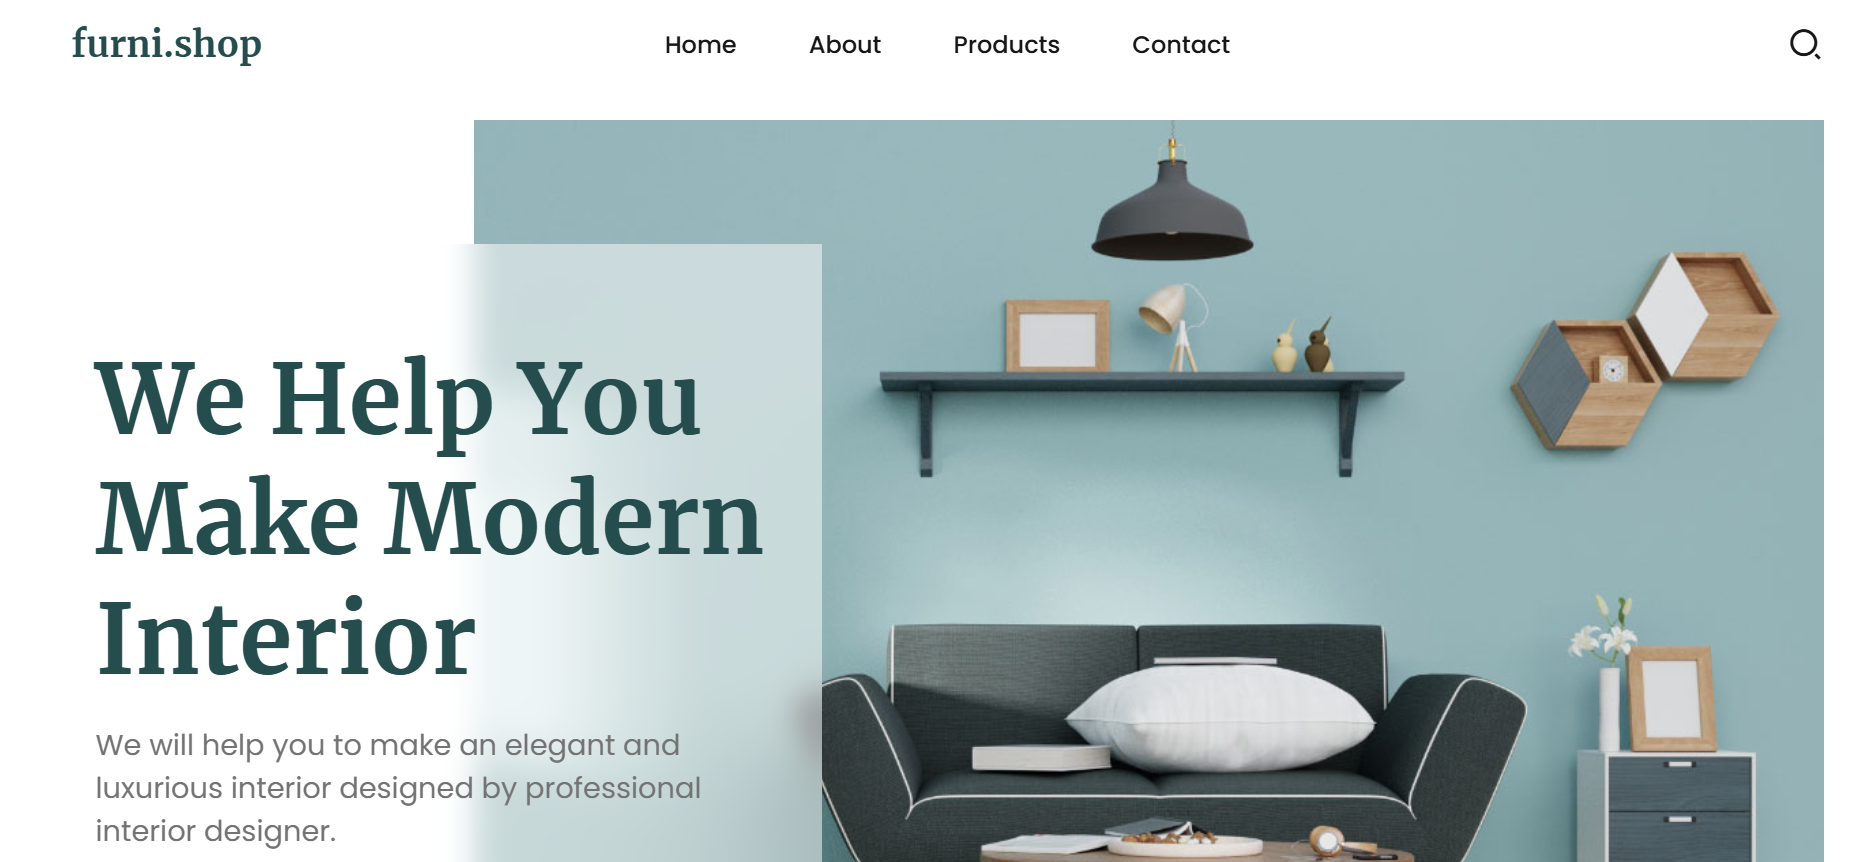 furni.shop
Home
About
Products
Contact
We Help You
Make Modern
Interior
We will help you to make an elegant and
luxurious interior designed by professional
interior designer.